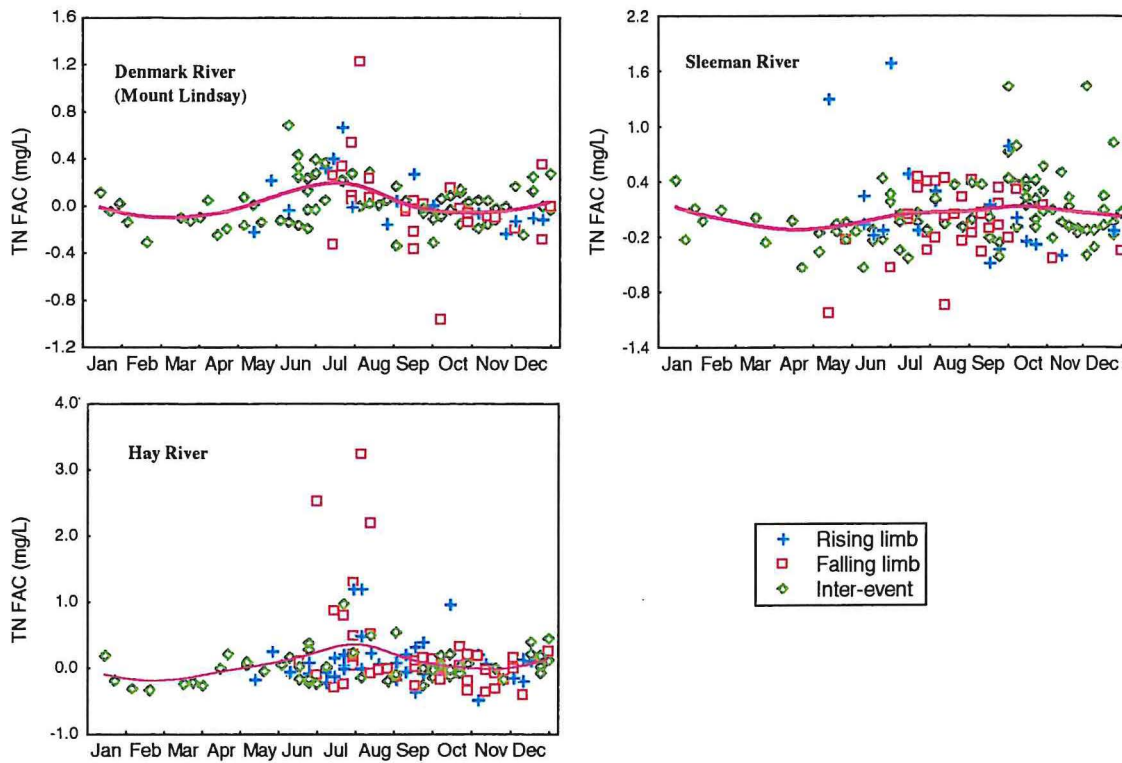 1.6
1.2
0.8
0.4
0.0
-0.4
-0.8
-1.2
TN FAC (mg/L)
Denmark River
(Mount Lindsay)
Jan Feb Mar Apr May Jun Jul Aug Sep Oct Nov Dec
2.2
1.6
1.0
0.4
-0.2
-0.8
-1.4
TN FAC (mg/L)
Sleeman River
Jan Feb Mar Apr May Jun Jul Aug Sep Oct Nov Dec
4.0
3.0
2.0
1.0
0.0
-1.0
TN FAC (mg/L)
Hay River
Jan Feb Mar Apr May Jun Jul Aug Sep Oct Nov Dec
Rising limb
Falling limb
Inter-event